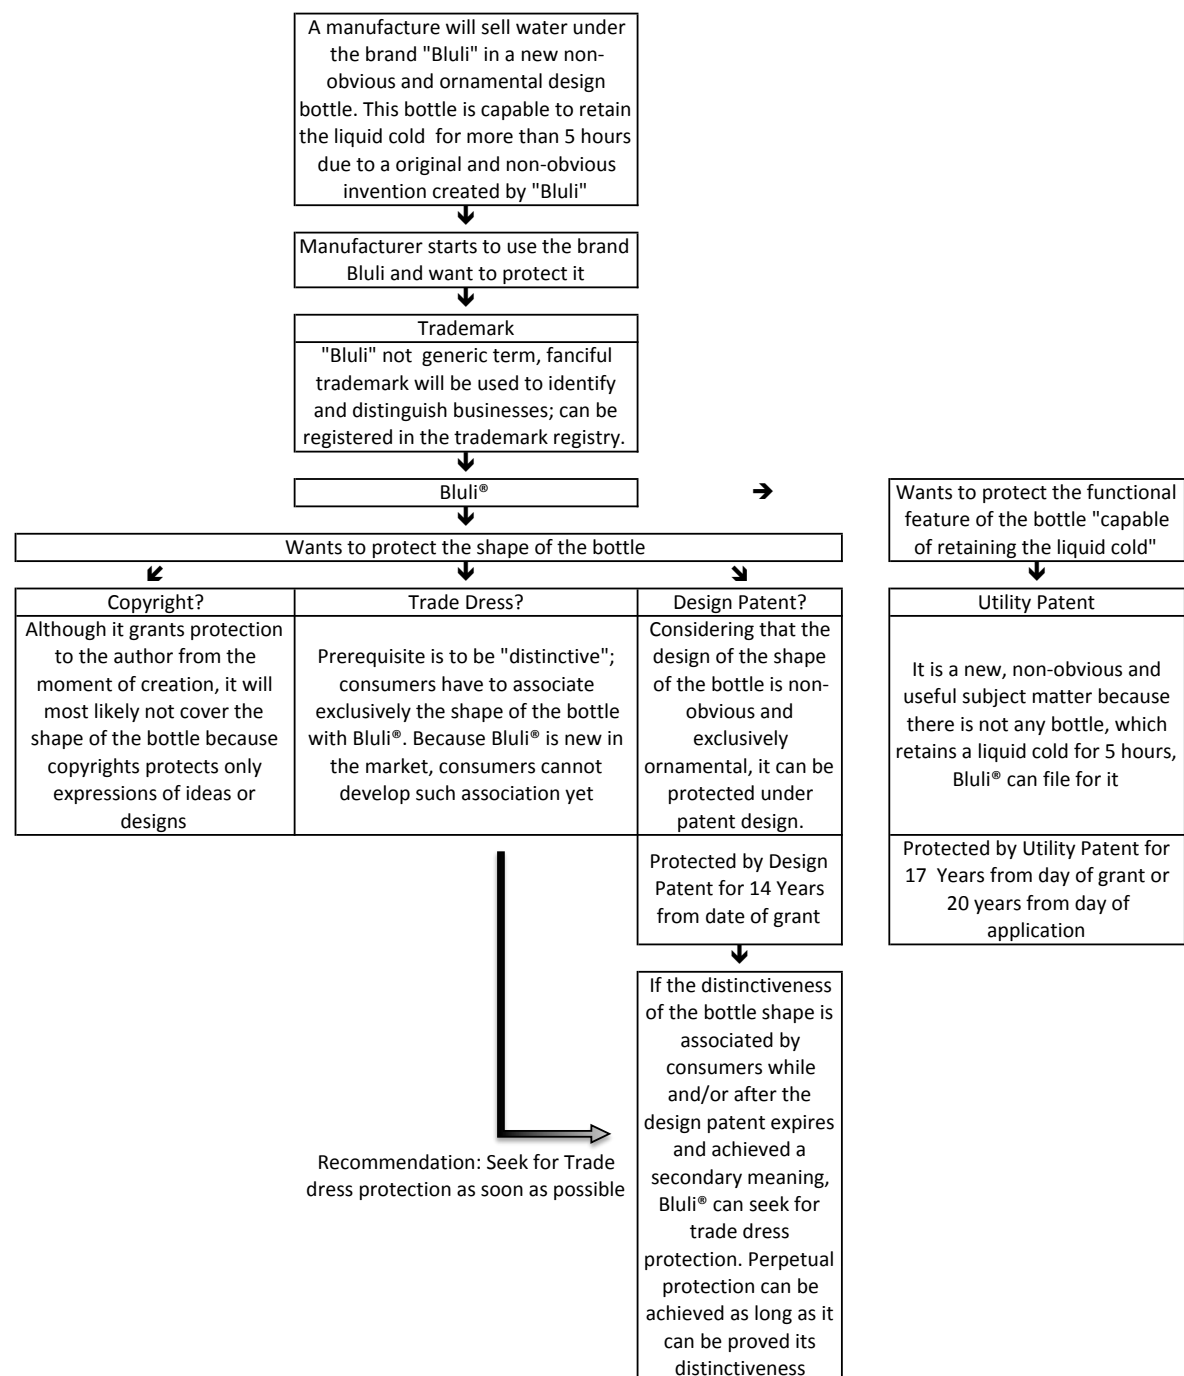 A manufacture will sell water under
the brand "Bluli" in a new non-
obvious and ornamental design
bottle. This bottle is capable to retain
the liquid cold  for more than 5 hours
due to a original and non-obvious
invention created by "Bluli"
Manufacturer starts to use the brand
Bluli and want to protect it
Trademark
"Bluli" not  generic term, fanciful
trademark will be used to identify
and distinguish businesses; can be
registered in the trademark registry.
Bluli®
Wants to protect the functional
feature of the bottle "capable
of retaining the liquid cold"
Wants to protect the shape of the bottle
Copyright?
Although it grants protection
to the author from the
moment of creation, it will
most likely not cover the
shape of the bottle because
copyrights protects only
expressions of ideas or
designs
Trade Dress?
Prerequisite is to be "distinctive";
consumers have to associate
exclusively the shape of the bottle
with Bluli®. Because Bluli® is new in
the market, consumers cannot
develop such association yet
Design Patent?
Considering that the
design of the shape
of the bottle is non-
obvious and
exclusively
ornamental, it can be
protected under
patent design.
Utility Patent
It is a new, non-obvious and
useful subject matter because
there is not any bottle, which
retains a liquid cold for 5 hours,
Bluli® can file for it
Protected by Design
Patent for 14 Years
from date of grant
Protected by Utility Patent for
17  Years from day of grant or
20 years from day of
application
If the distinctiveness
of the bottle shape is
associated by
consumers while
and/or after the
design patent expires
and achieved a
secondary meaning,
Bluli® can seek for
trade dress
protection. Perpetual
protection can be
achieved as long as it
can be proved its
distinctiveness
Recommendation: Seek for Trade
dress protection as soon as possible